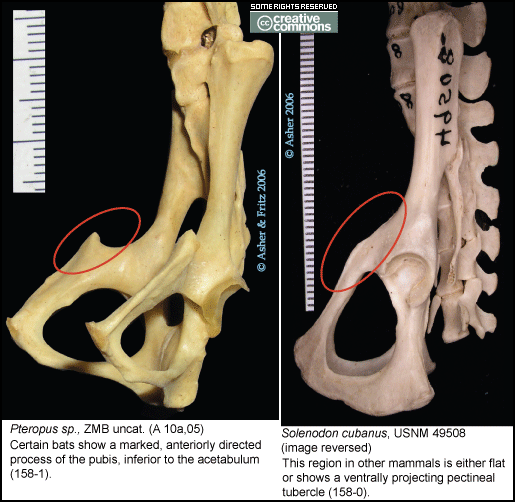 SOME RIGHTS RESERVED
cc creative commons
© Asher & Fritz 2006
© Asher 2006
Pteropus sp., ZMB uncat. (A 10a,05)
Certain bats show a marked, anteriorly directed
process of the pubis, inferior to the acetabulum
(158-1).
Solenodon cubanus, USNM 49508
(image reversed)
This region in other mammals is either flat
or shows a ventrally projecting pectineal
tubercle (158-0).